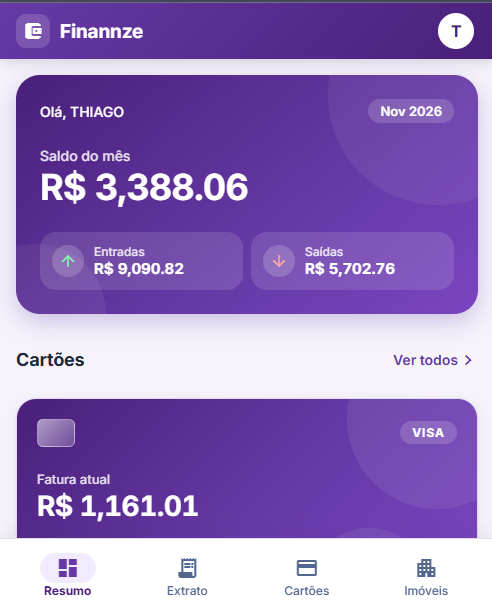 Finannze
T
Olá, THIAGO
Nov 2026
Saldo do mês
R$ 3,388.06
Entradas
R$ 9,090.82
Saídas
R$ 5,702.76
Cartões
Ver todos
VISA
Fatura atual
R$ 1,161.01
Resumo
Extrato
Cartões
Imóveis